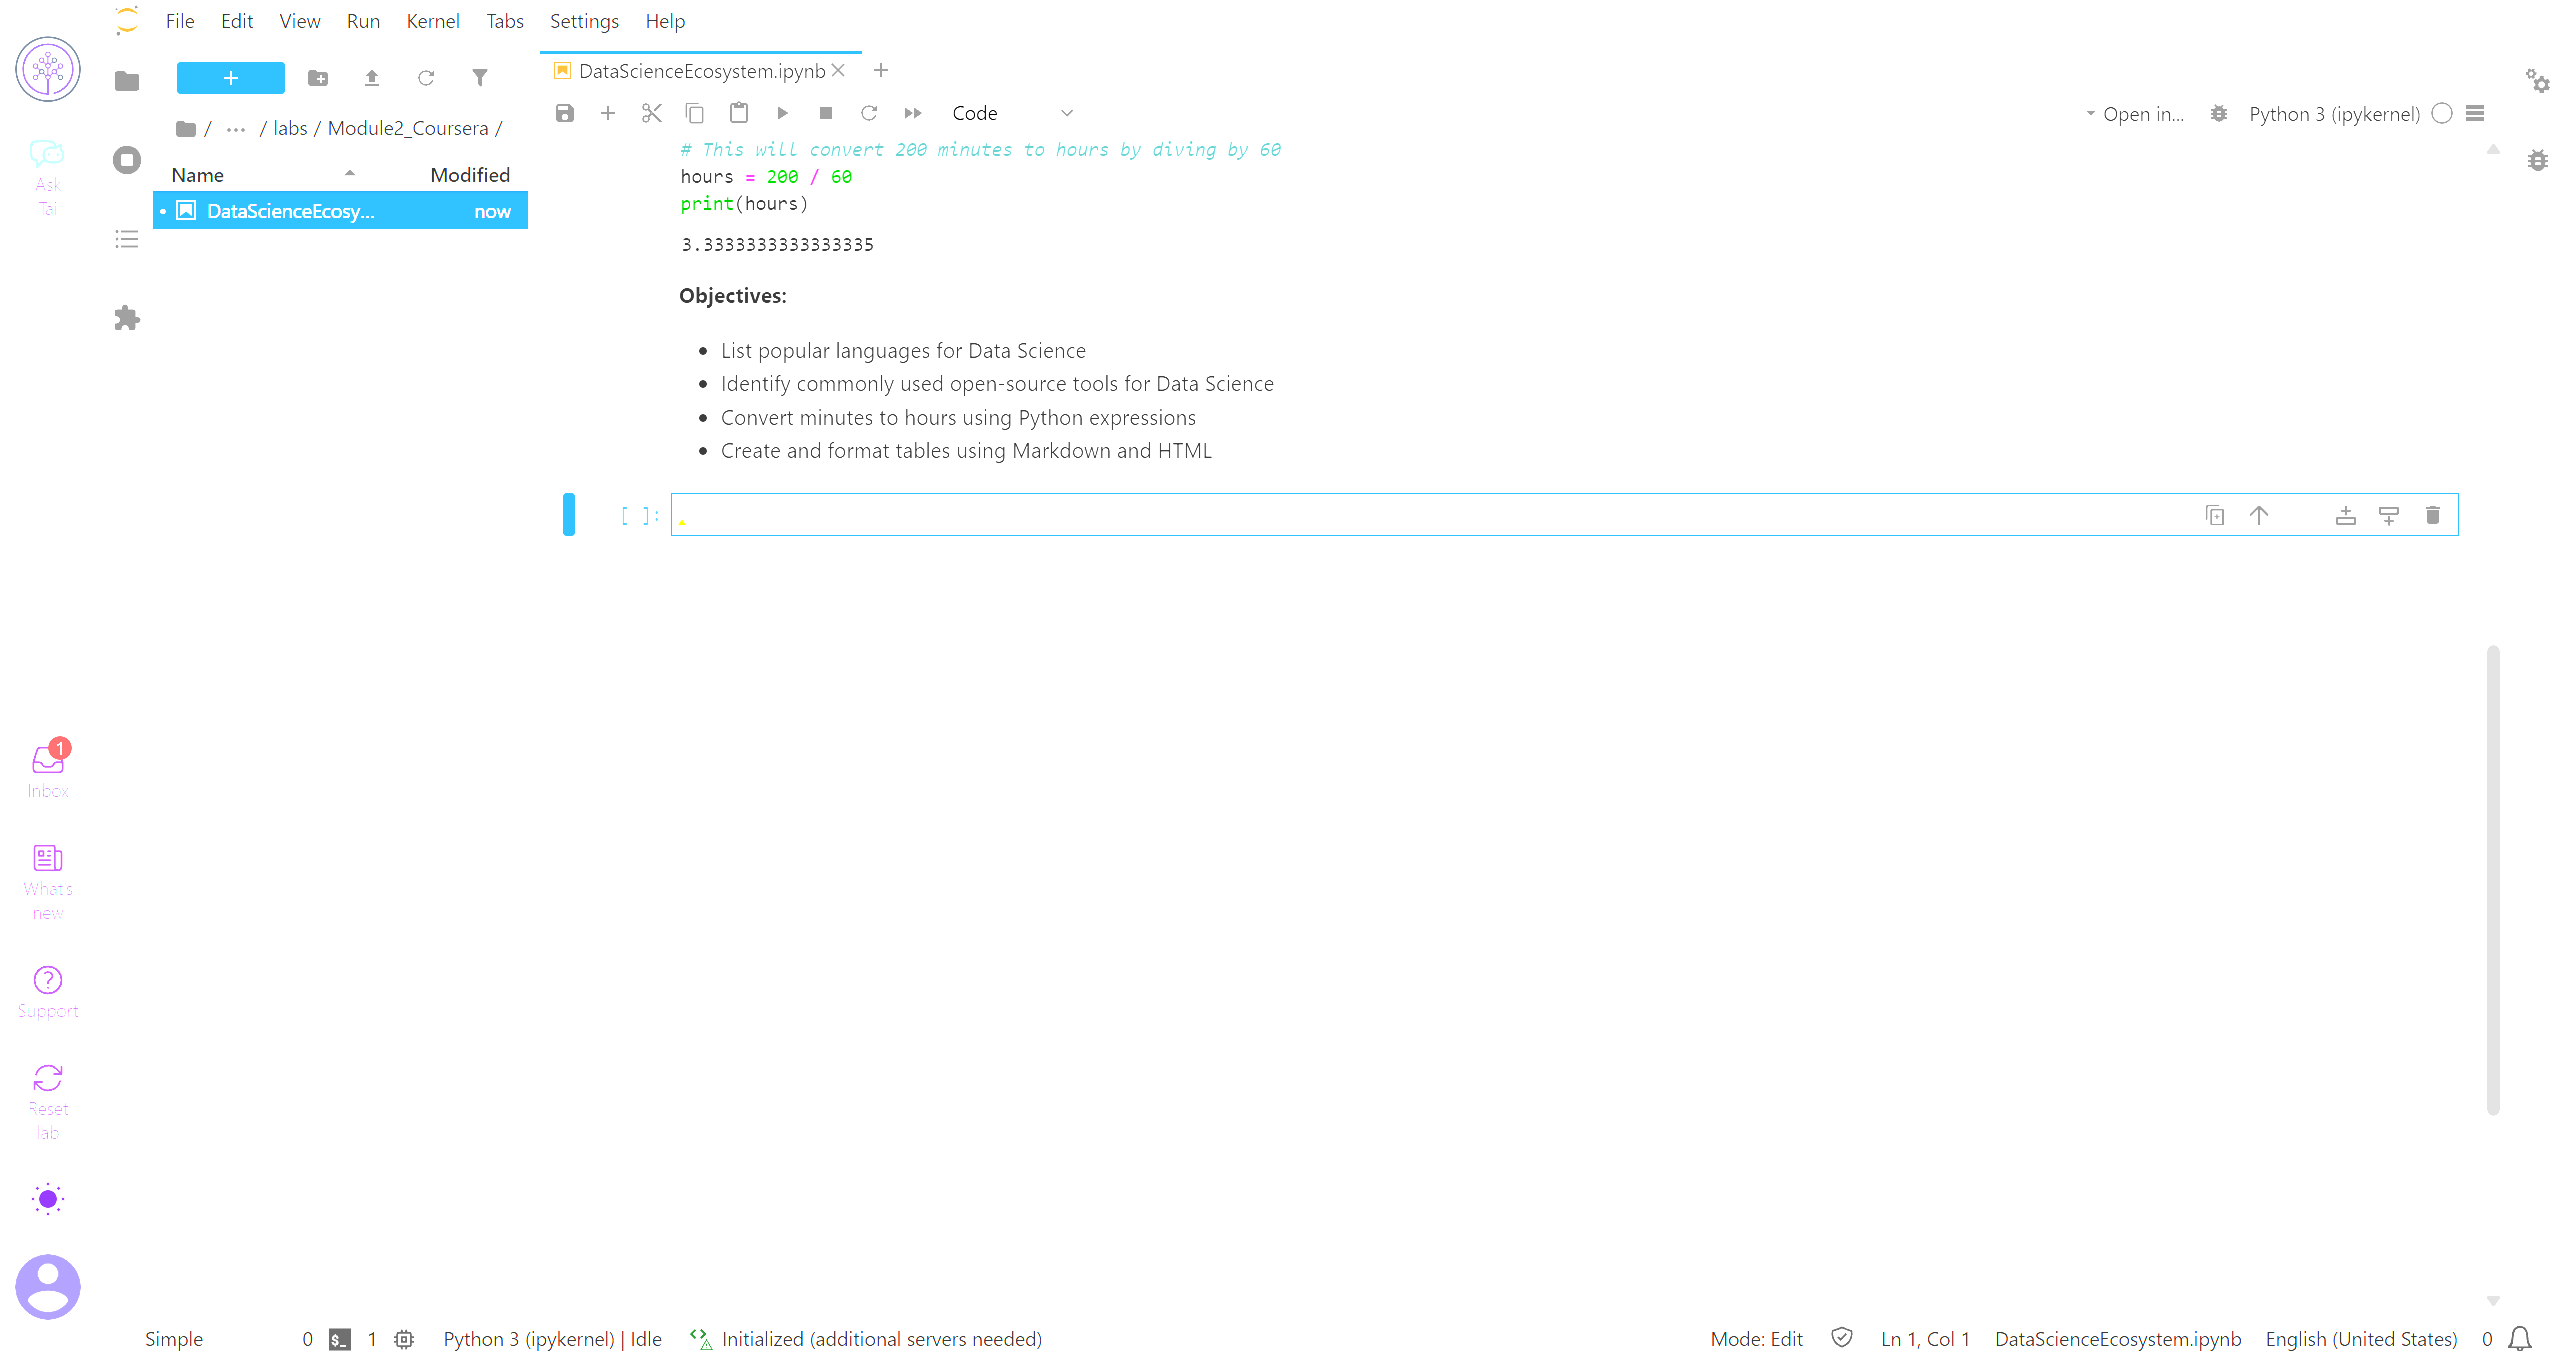 File Edit View Run Kernel Tabs Settings Help
DataScienceEcosystem.ipynb
/ ... / labs / Module2_Coursera /
Name Modified
DataScienceEcosy... now
Ask
Tai
Code
Open in... Python 3 (ipykernel)
# This will convert 200 minutes to hours by diving by 60
hours = 200 / 60
print(hours)
3.3333333333333335
Objectives:
• List popular languages for Data Science
• Identify commonly used open-source tools for Data Science
• Convert minutes to hours using Python expressions
• Create and format tables using Markdown and HTML
[ ]:
1
Inbox
What's
new
Support
Reset
lab
Simple 0 $_ 1 Python 3 (ipykernel) | Idle Initialized (additional servers needed) Mode: Edit Ln 1, Col 1 DataScienceEcosystem.ipynb English (United States) 0